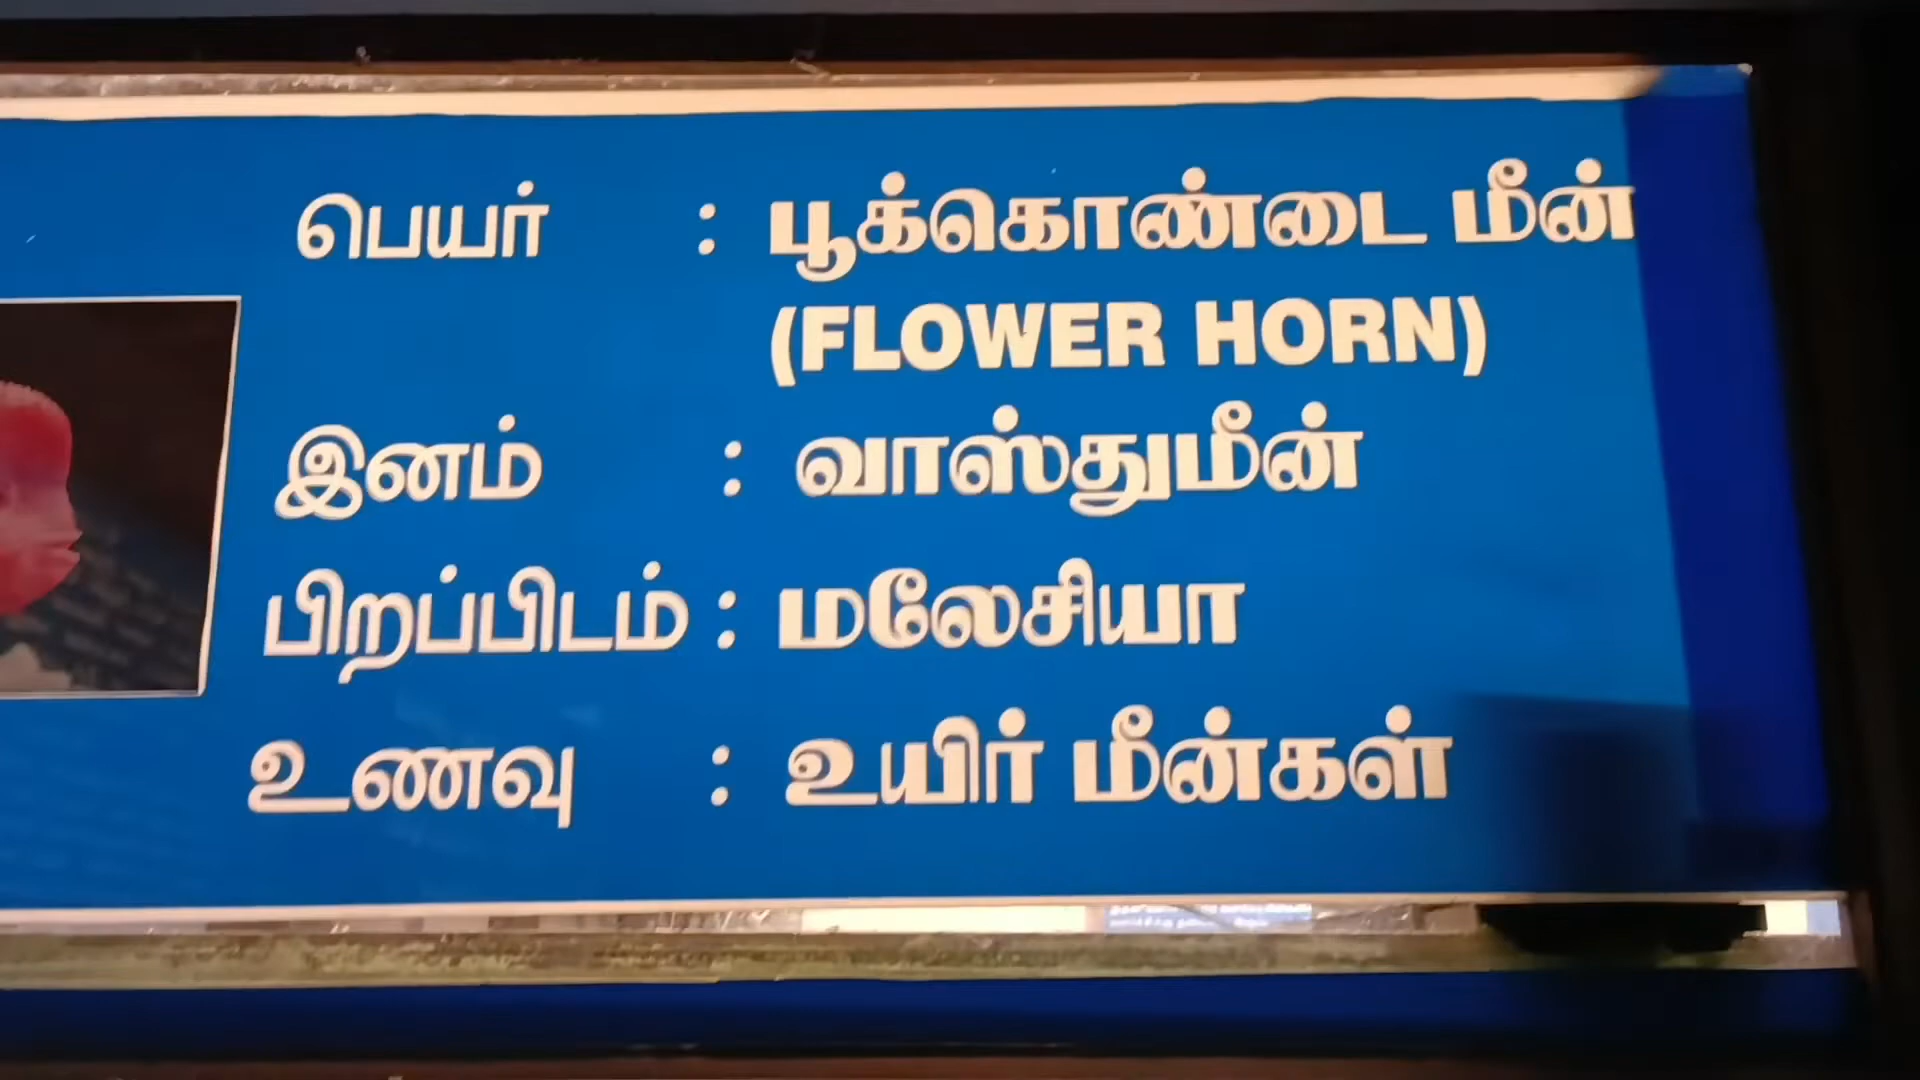 பெயர் : பூக்கொண்டை மீன்
(FLOWER HORN)
இனம் : வாஸ்துமீன்
பிறப்பிடம் : மலேசியா
உணவு : உயிர் மீன்கள்